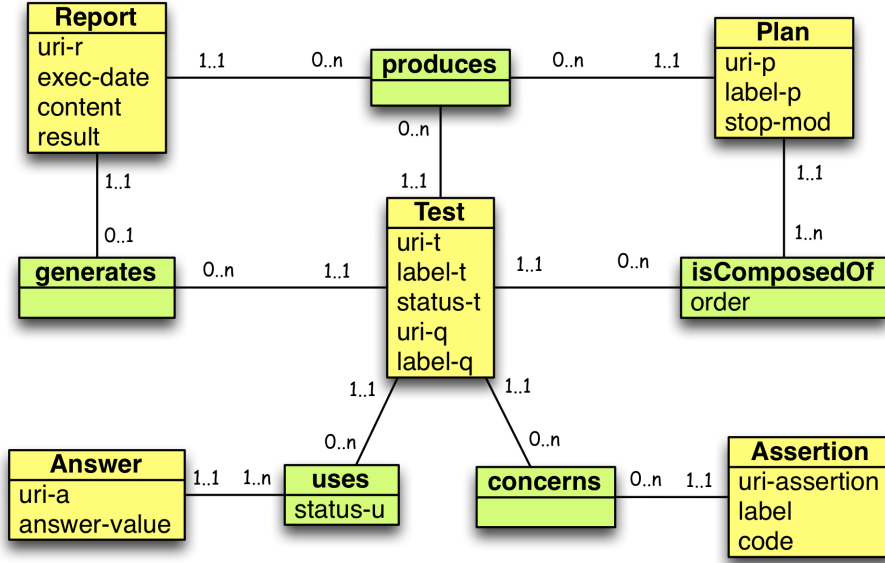 Report
uri-r
exec-date
content
result
1..1
0..n
produces
0..n
1..1
Plan
uri-p
label-p
stop-mod
0..n
1..1
1..1
0..1
1..1
1..n
generates
0..n
1..1
Test
uri-t
label-t
status-t
uri-q
label-q
1..1
0..n
isComposedOf
order
1..1
0..n
1..1
0..n
Answer
uri-a
answer-value
1..1
1..n
uses
status-u
concerns
0..n
1..1
Assertion
uri-assertion
label
code